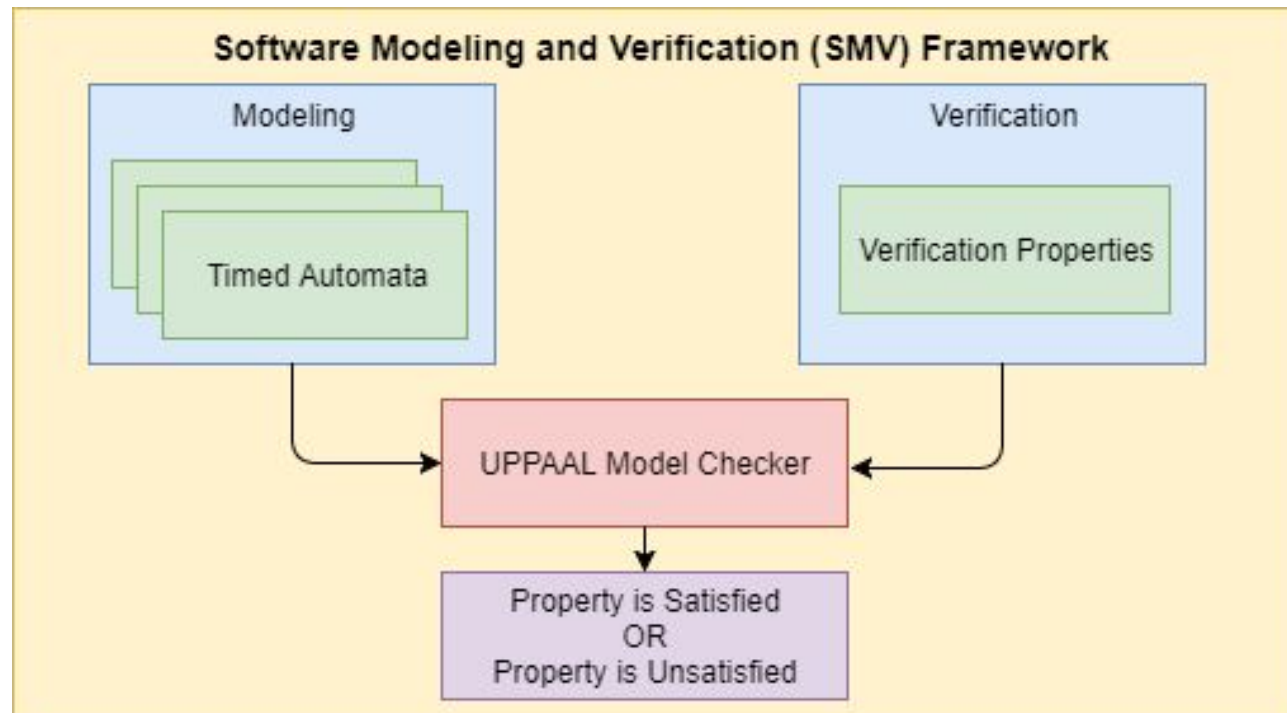 Software Modeling and Verification (SMV) Framework
Modeling
Verification
Timed Automata
Verification Properties
UPPAAL Model Checker
Property is Satisfied
OR
Property is Unsatisfied